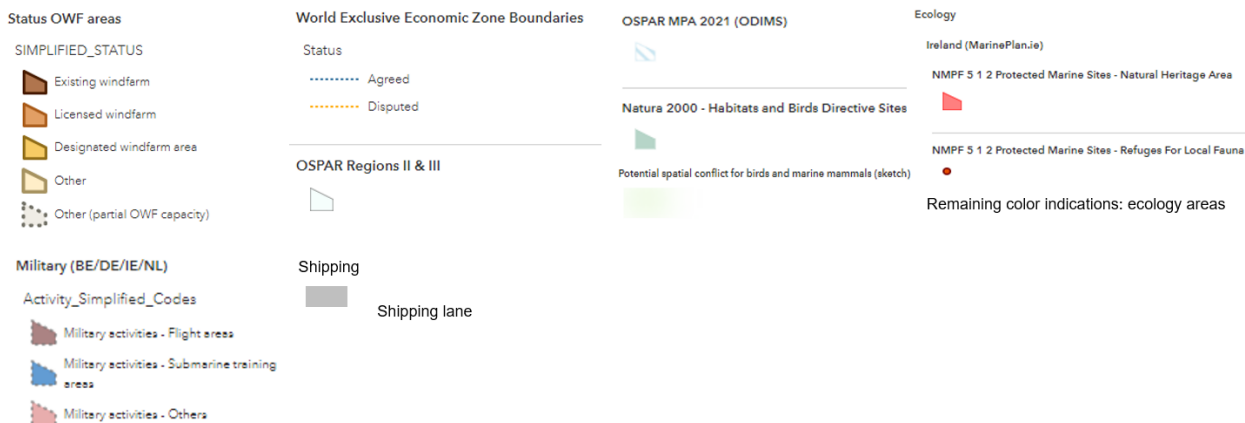 Status OWF areas
SIMPLIFIED_STATUS
Existing windfarm
Licensed windfarm
Designated windfarm area
Other
Other (partial OWF capacity)
Military (BE/DE/IE/NL)
Activity_Simplified_Codes
Military activities - Flight areas
Military activities - Submarine training
areas
Military activities - Others
World Exclusive Economic Zone Boundaries
Status
Agreed
Disputed
OSPAR Regions II & III
Shipping
Shipping lane
OSPAR MPA 2021 (ODIMS)
Natura 2000 - Habitats and Birds Directive Sites
Potential spatial conflict for birds and marine mammals (sketch)
Ecology
Ireland (MarinePlan.ie)
NMPF 5 1 2 Protected Marine Sites - Natural Heritage Area
NMPF 5 1 2 Protected Marine Sites - Refuges For Local Fauna
Remaining color indications: ecology areas